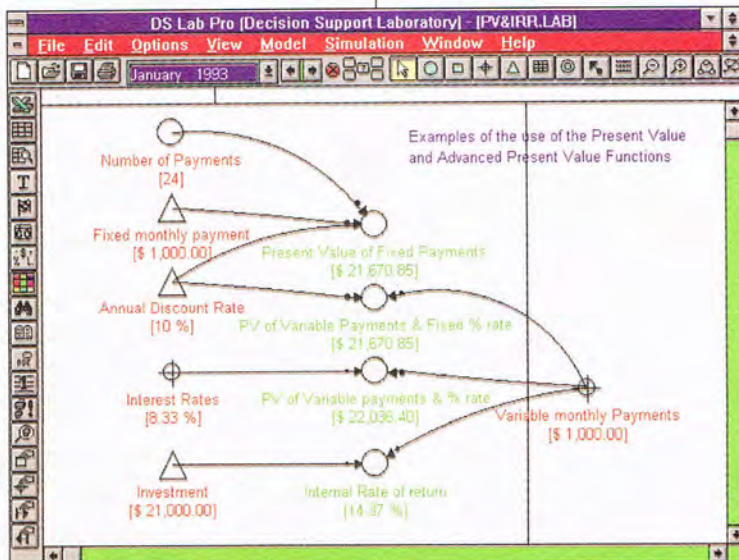 DS Lab Pro [Decision Support Laboratory] - [PV&IRR.LAB]
File Edit Options View Model Simulation Window Help
January 1993
Examples of the use of the Present Value
and Advanced Present Value Functions
Number of Payments
[24]
Fixed monthly payment
[$ 1,000.00]
Present Value of Fixed Payments
[$ 21,670.85]
Annual Discount Rate
[10 %]
PV of Variable Payments & Fixed % rate
[$ 21,670.85]
Interest Rates
[8.33 %]
PV of Variable payments & % rate
[$ 22,036.40]
Variable monthly Payments
[$ 1,000.00]
Investment
[$ 21,000.00]
Internal Rate of return
[14.37 %]